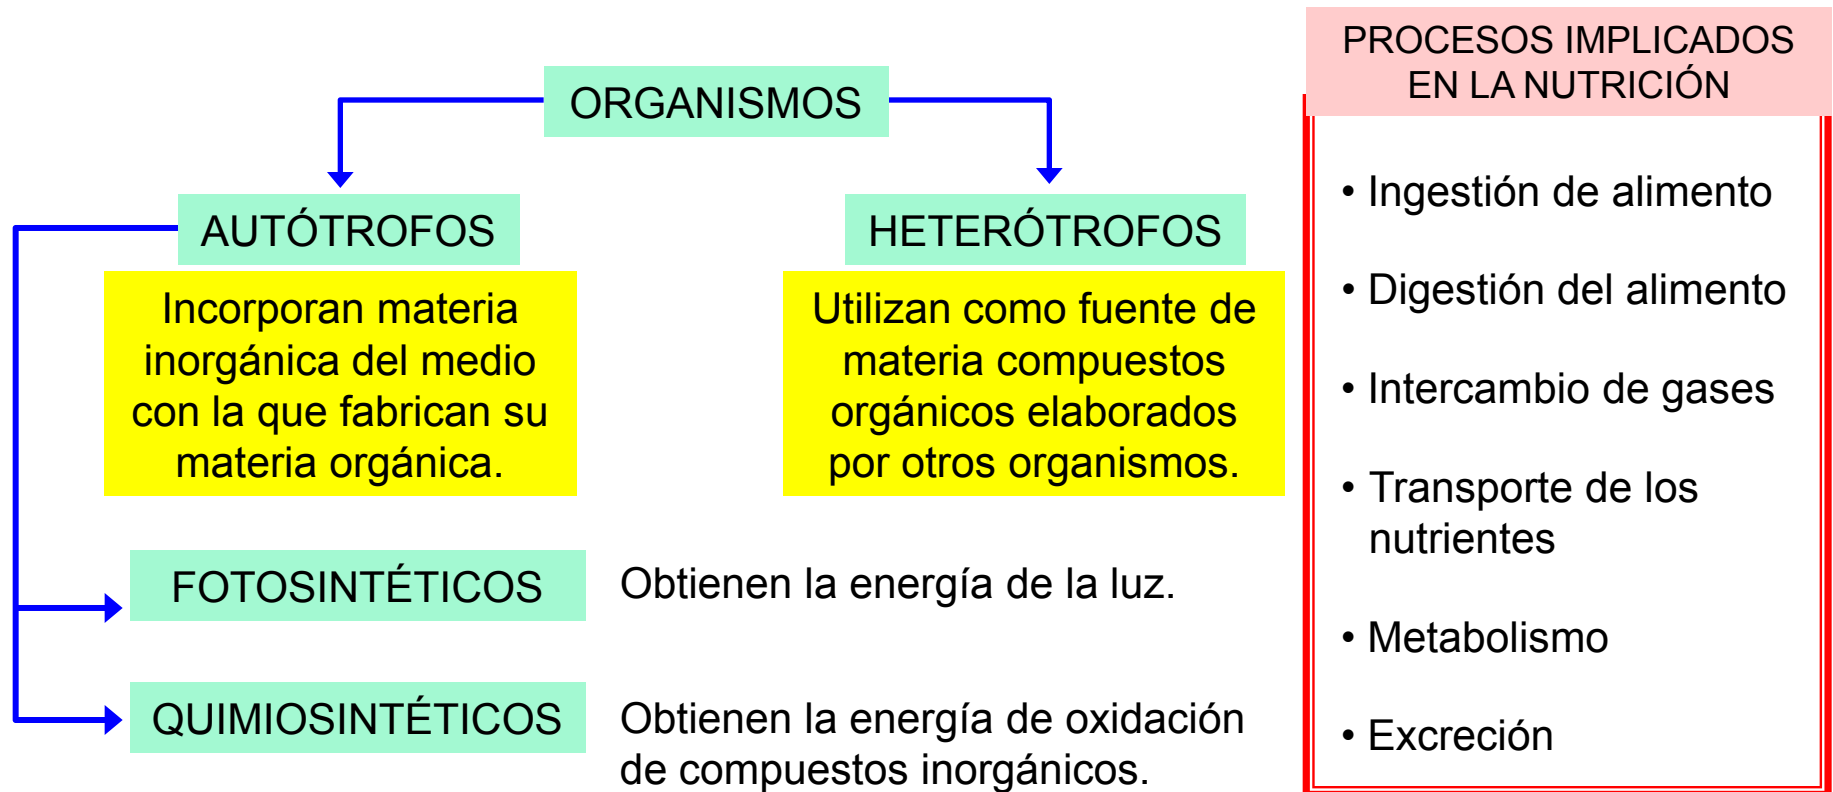 ORGANISMOS
AUTÓTROFOS
Incorporan materia
inorgánica del medio
con la que fabrican su
materia orgánica.
HETERÓTROFOS
Utilizan como fuente de
materia compuestos
orgánicos elaborados
por otros organismos.
FOTOSINTÉTICOS
Obtienen la energía de la luz.
QUIMIOSINTÉTICOS
Obtienen la energía de oxidación
de compuestos inorgánicos.
PROCESOS IMPLICADOS
EN LA NUTRICIÓN
• Ingestión de alimento
• Digestión del alimento
• Intercambio de gases
• Transporte de los
nutrientes
• Metabolismo
• Excreción